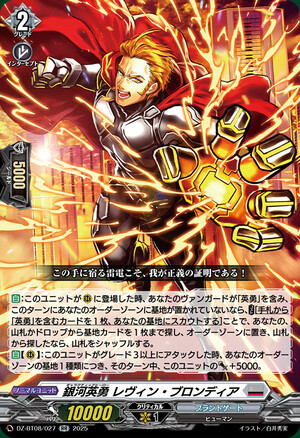 グレード
2
インターセプト
5000
シールド
この手に宿る雷電こそ、我が正義の証明である!
自:このユニットがⓇに登場した時、あなたのヴァンガードが「英勇」を含み、
このターンにあなたのオーダーゾーンに基地が置かれていないなら、【手札から
「英勇」を含むカードを1枚、あなたの基地にスカウトする】ことで、あなたの
山札かドロップから基地カードを1枚まで探し、オーダーゾーンに置き、山札
から探したなら、山札をシャッフルする。
自:このユニットがグレード3以上にアタックした時、あなたのオーダーゾーン
の基地1種類につき、そのターン中、このユニットの+5000。
ノーマルユニット
銀河英勇 レヴィン・ブロンディア
パワー
10000
クリティカル
1
ブラントゲート
ヒューマン
DZ-BT08/027 RR 2025
イラスト/白井秀実